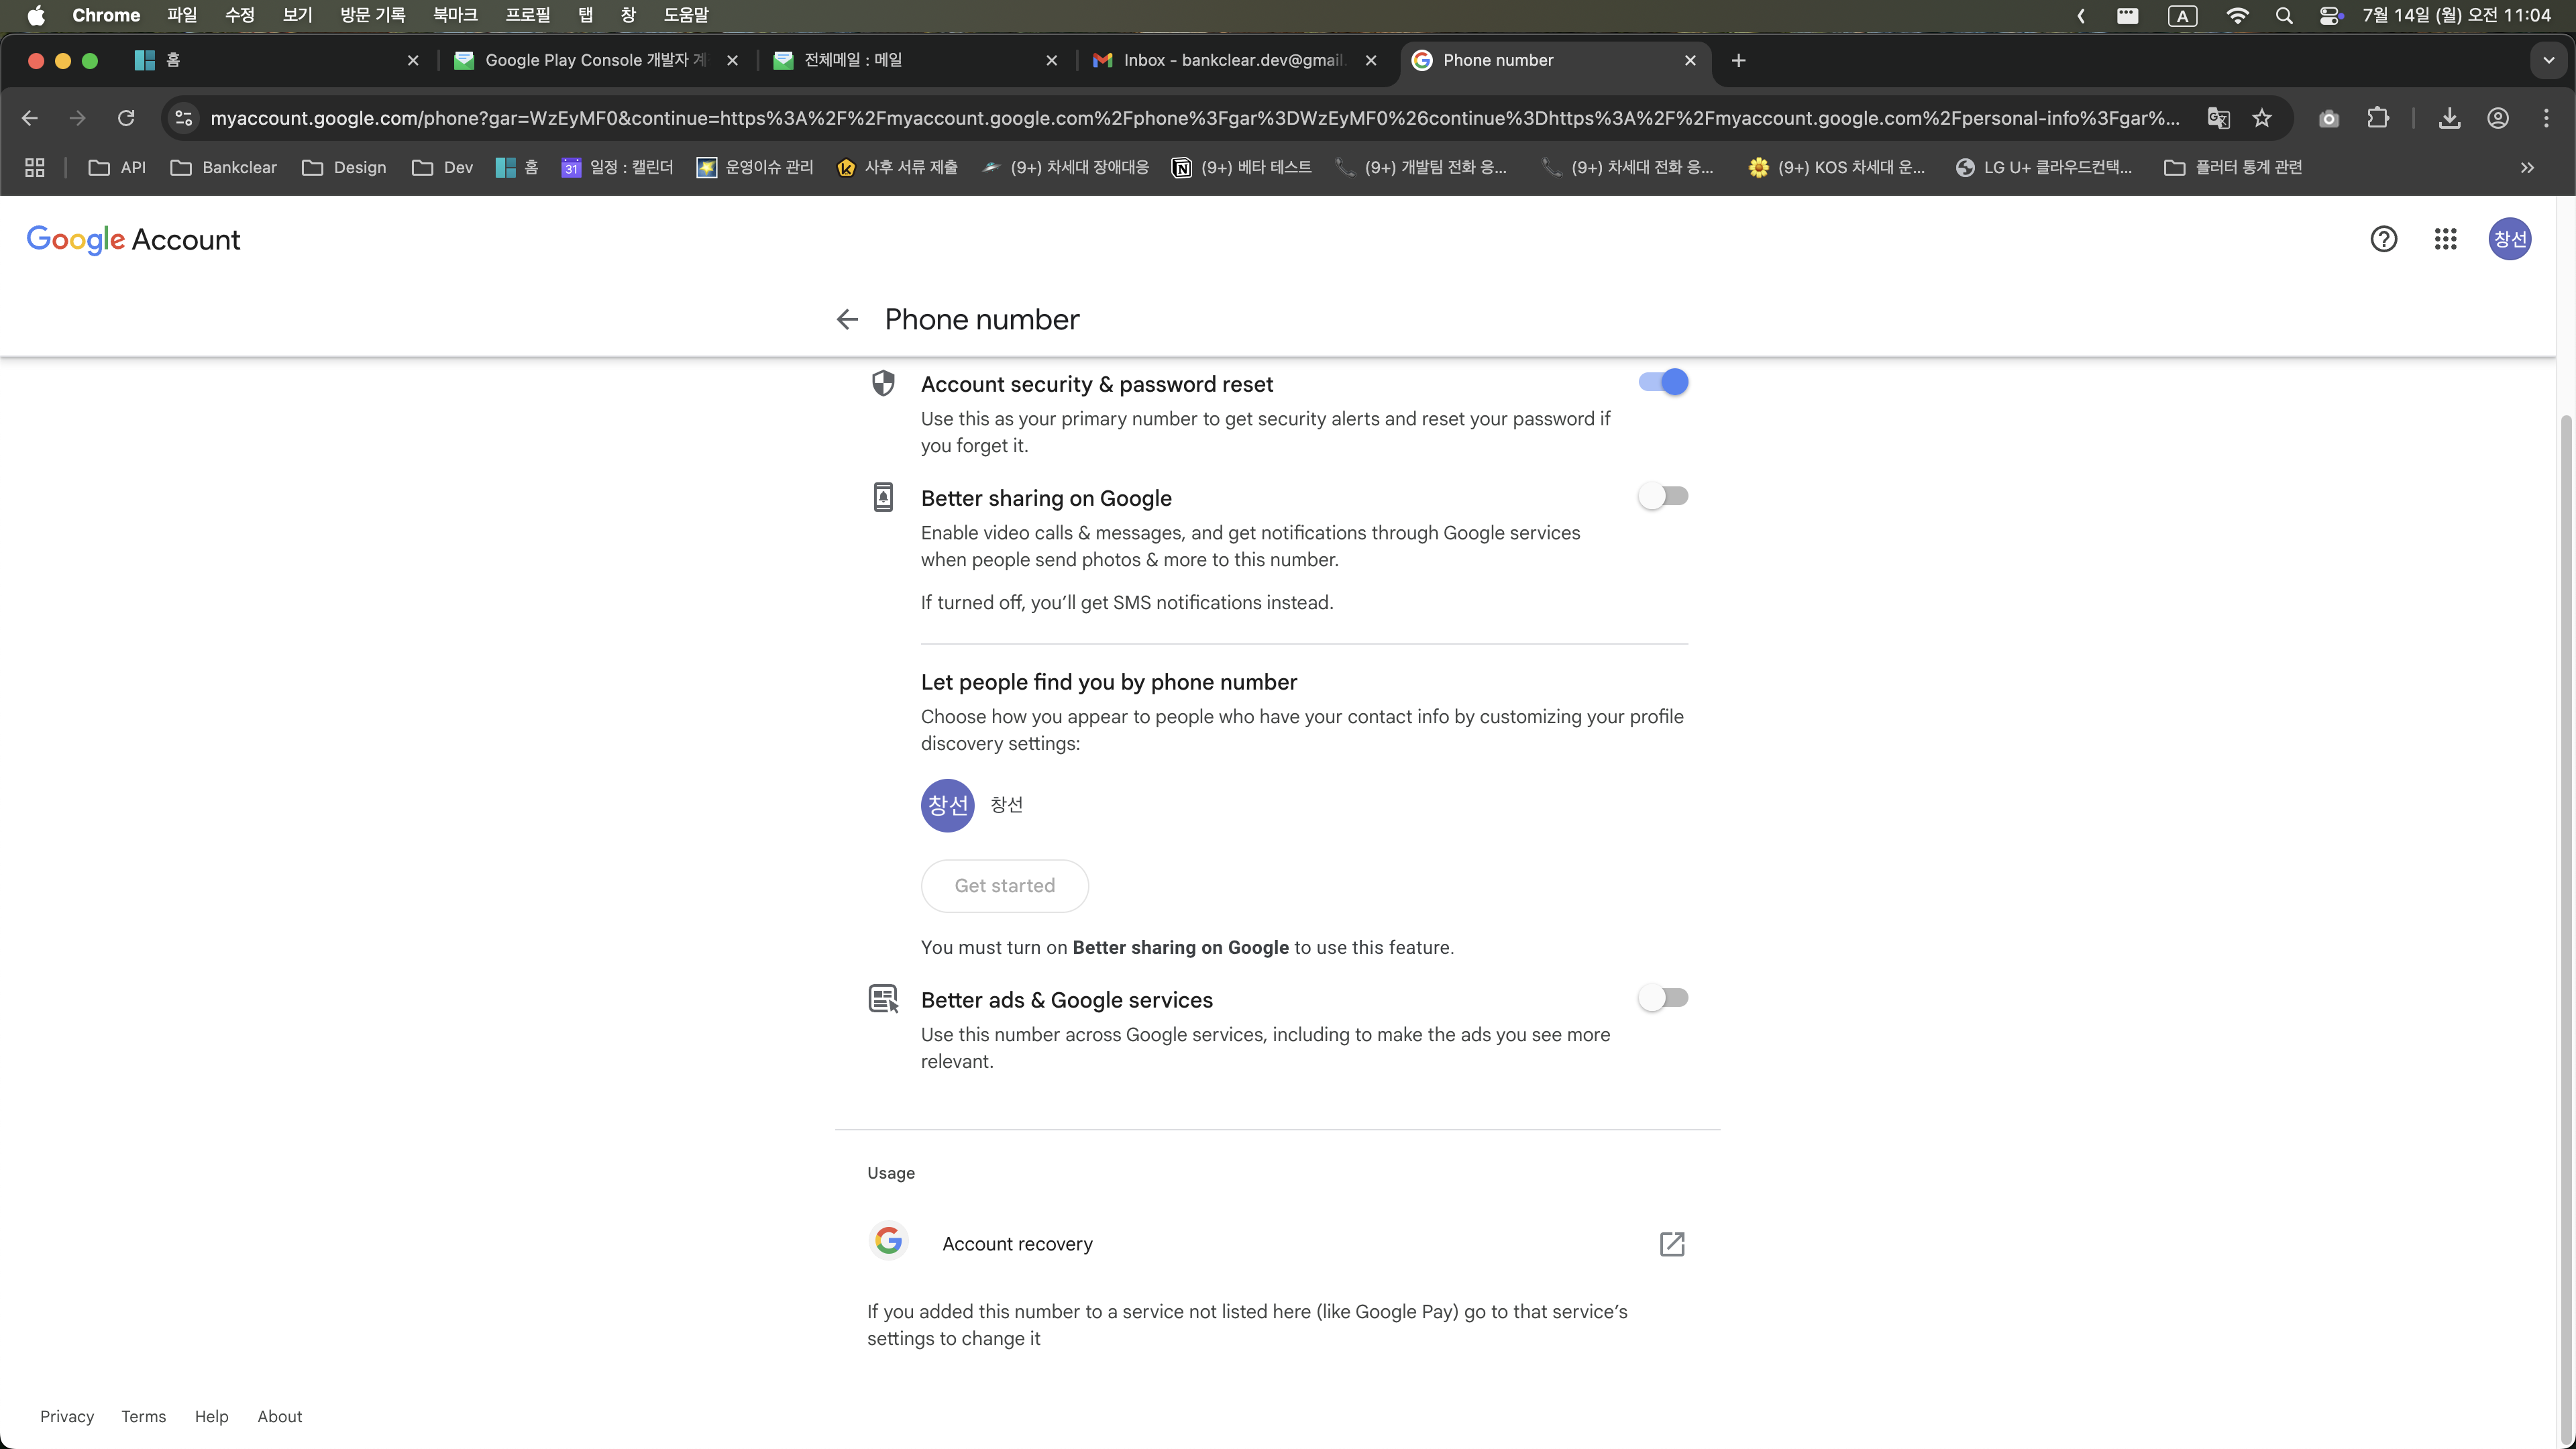 Chrome 파일 수정 보기 방문 기록 북마크 프로필 탭 창 도움말 A 7월 14일 (월) 오전 11:04
홈 Google Play Console 개발자 계 전체메일 : 메일 Inbox - bankclear.dev@gmail. Phone number
myaccount.google.com/phone?gar=WzEyMF0&continue=https%3A%2F%2Fmyaccount.google.com%2Fphone%3Fgar%3DWzEyMF0%26continue%3Dhttps%3A%2F%2Fmyaccount.google.com%2Fpersonal-info%3Fgar%...
API Bankclear Design Dev 홈 31 일정 : 캘린더 운영이슈 관리 사후 서류 제출 (9+) 차세대 장애대응 (9+) 베타 테스트 (9+) 개발팀 전화 응... (9+) 차세대 전화 응... (9+) KOS 차세대 운... LG U+ 클라우드컨택... 플러터 통계 관련
Google Account 창선
Phone number
Account security & password reset
Use this as your primary number to get security alerts and reset your password if
you forget it.
Better sharing on Google
Enable video calls & messages, and get notifications through Google services
when people send photos & more to this number.
If turned off, you’ll get SMS notifications instead.
Let people find you by phone number
Choose how you appear to people who have your contact info by customizing your profile
discovery settings:
창선 창선
Get started
You must turn on Better sharing on Google to use this feature.
Better ads & Google services
Use this number across Google services, including to make the ads you see more
relevant.
Usage
Account recovery
If you added this number to a service not listed here (like Google Pay) go to that service’s
settings to change it
Privacy Terms Help About